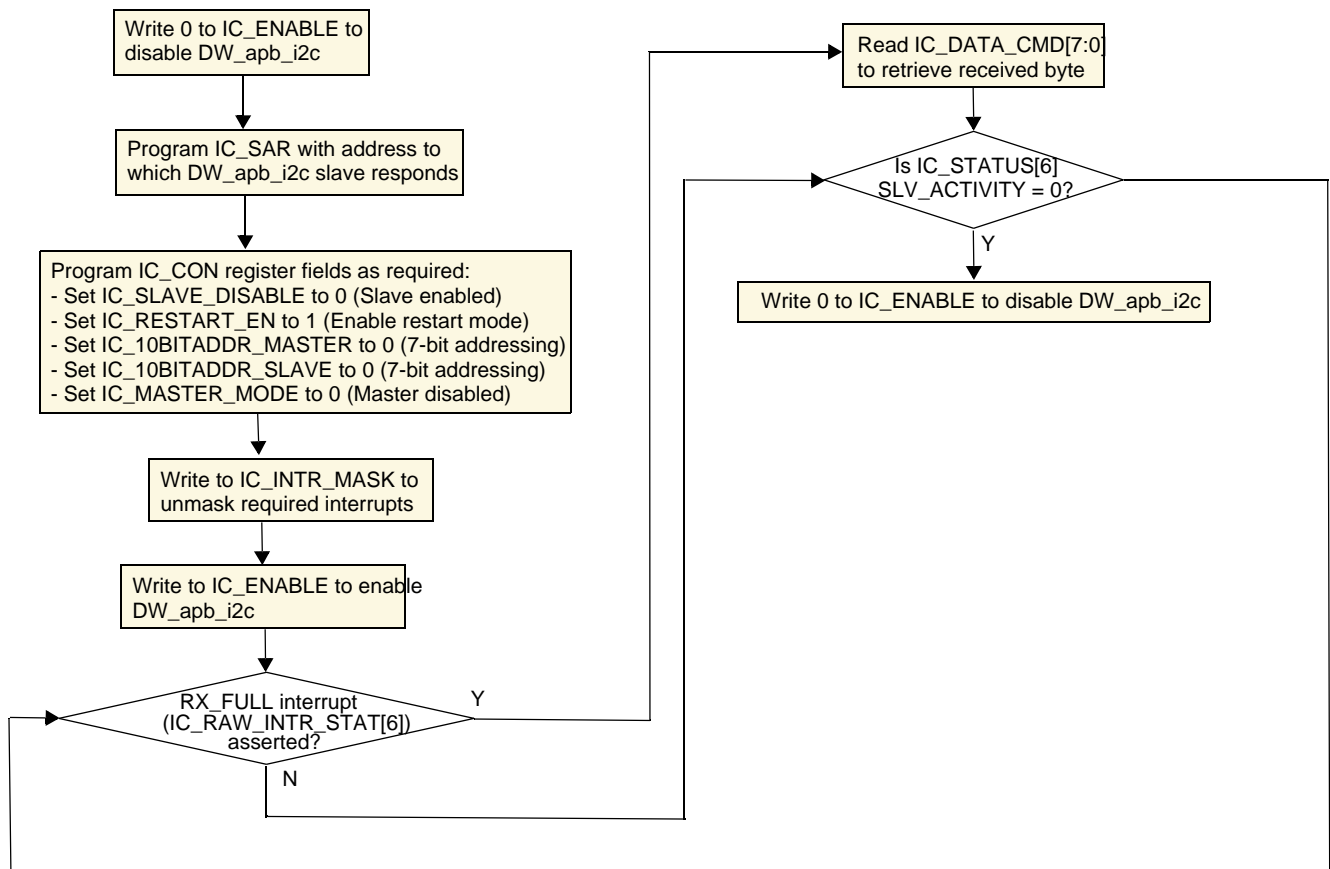 Write 0 to IC_ENABLE to
disable DW_apb_i2c
Program IC_SAR with address to
which DW_apb_i2c slave responds
Program IC_CON register fields as required:
- Set IC_SLAVE_DISABLE to 0 (Slave enabled)
- Set IC_RESTART_EN to 1 (Enable restart mode)
- Set IC_10BITADDR_MASTER to 0 (7-bit addressing)
- Set IC_10BITADDR_SLAVE to 0 (7-bit addressing)
- Set IC_MASTER_MODE to 0 (Master disabled)
Write to IC_INTR_MASK to
unmask required interrupts
Write to IC_ENABLE to enable
DW_apb_i2c
RX_FULL interrupt
(IC_RAW_INTR_STAT[6])
asserted?
Y
N
Read IC_DATA_CMD[7:0]
to retrieve received byte
Is IC_STATUS[6]
SLV_ACTIVITY = 0?
Y
Write 0 to IC_ENABLE to disable DW_apb_i2c